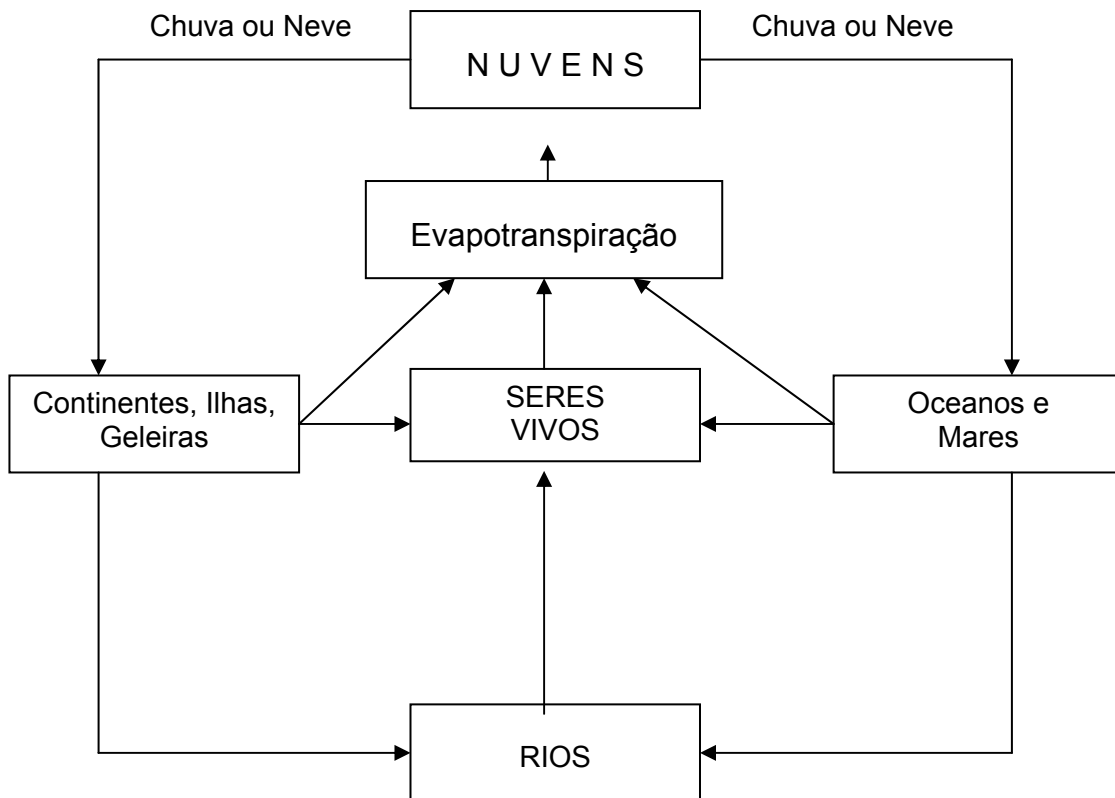 Chuva ou Neve
N U V E N S
Chuva ou Neve
Evapotranspiração
Continentes, Ilhas,
Geleiras
SERES
VIVOS
Oceanos e
Mares
RIOS